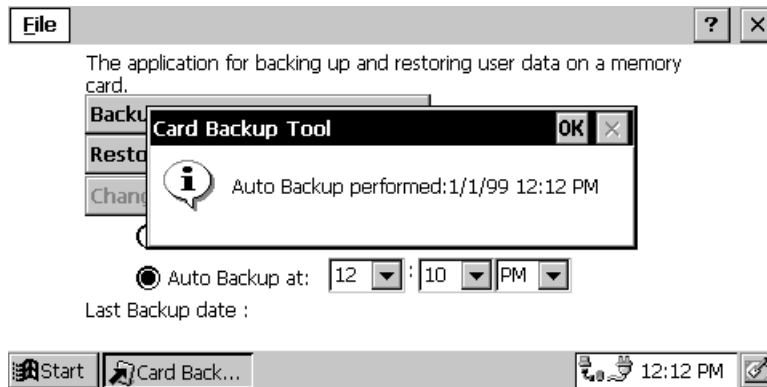 File ? ×
The application for backing up and restoring user data on a memory
card.
Backu
Card Backup Tool OK ×
Resto
Auto Backup performed:1/1/99 12:12 PM
Chang
Auto Backup at: 12 : 10 PM
Last Backup date :
Start Card Back... 12:12 PM